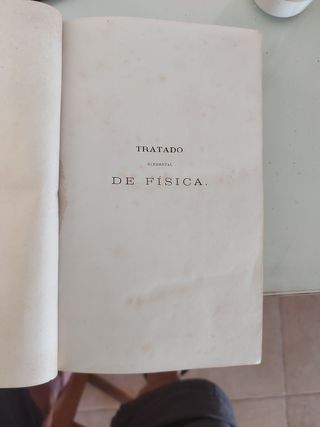 TRATADO
ELEMENTAL
DE FÍSICA.